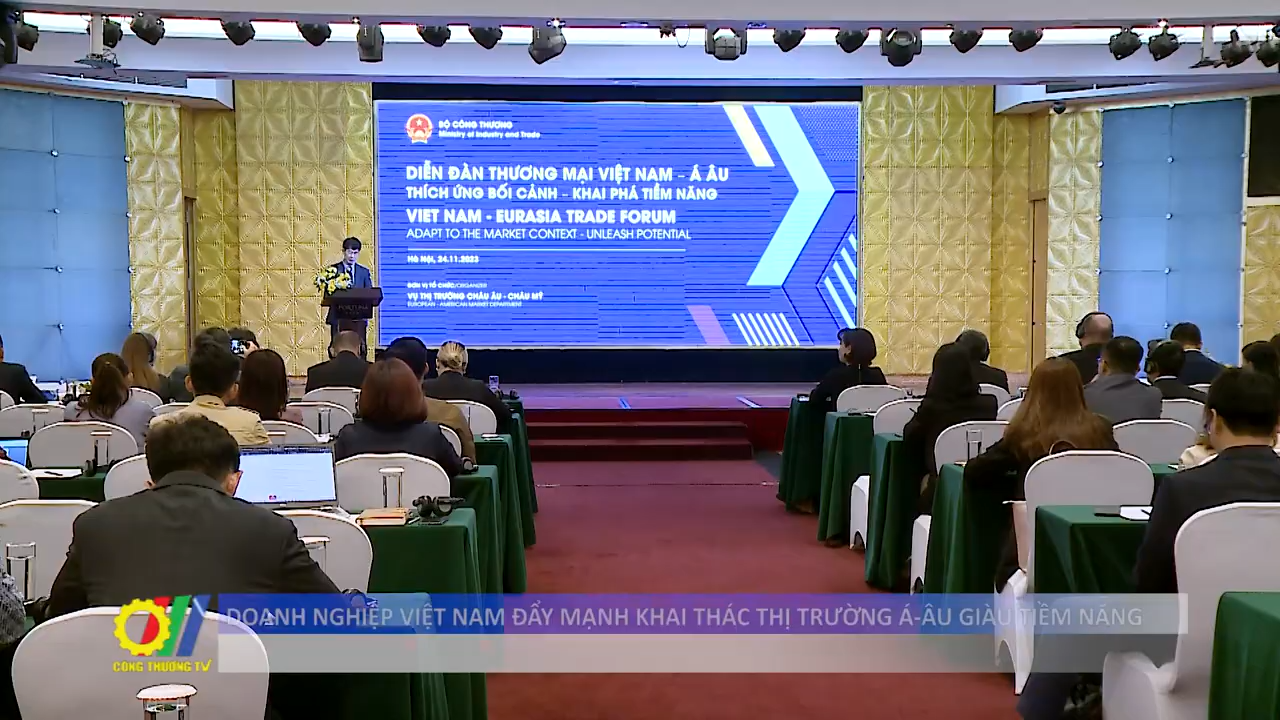 BỘ CÔNG THƯƠNG
Ministry of Industry and Trade
DIỄN ĐÀN THƯƠNG MẠI VIỆT NAM – Á ÂU
THÍCH ỨNG BỐI CẢNH – KHAI PHÁ TIỀM NĂNG
VIET NAM - EURASIA TRADE FORUM
ADAPT TO THE MARKET CONTEXT - UNLEASH POTENTIAL
Hà Nội, 24.11.2023
ĐƠN VỊ TỔ CHỨC/ORGANIZER
VỤ THỊ TRƯỜNG CHÂU ÂU - CHÂU MỸ
EUROPEAN - AMERICAN MARKET DEPARTMENT
DOANH NGHIỆP VIỆT NAM ĐẨY MẠNH KHAI THÁC THỊ TRƯỜNG Á-ÂU GIÀU TIỀM NĂNG
CÔNG THƯƠNG TV